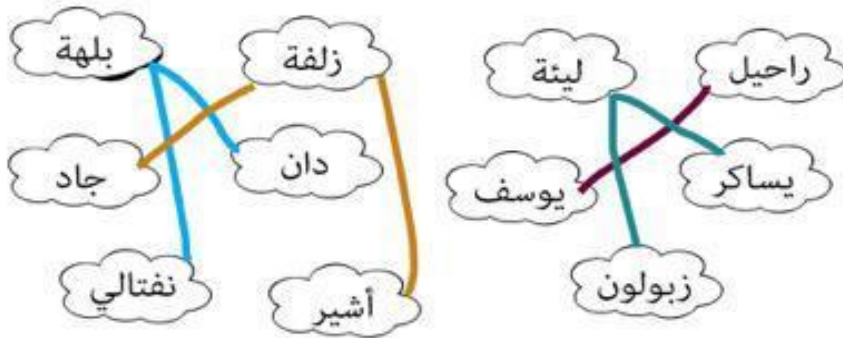 راحيل
ليئة
زلفة
بلهة
يساكر
يوسف
دان
جاد
زبولون
أشير
نفتالي